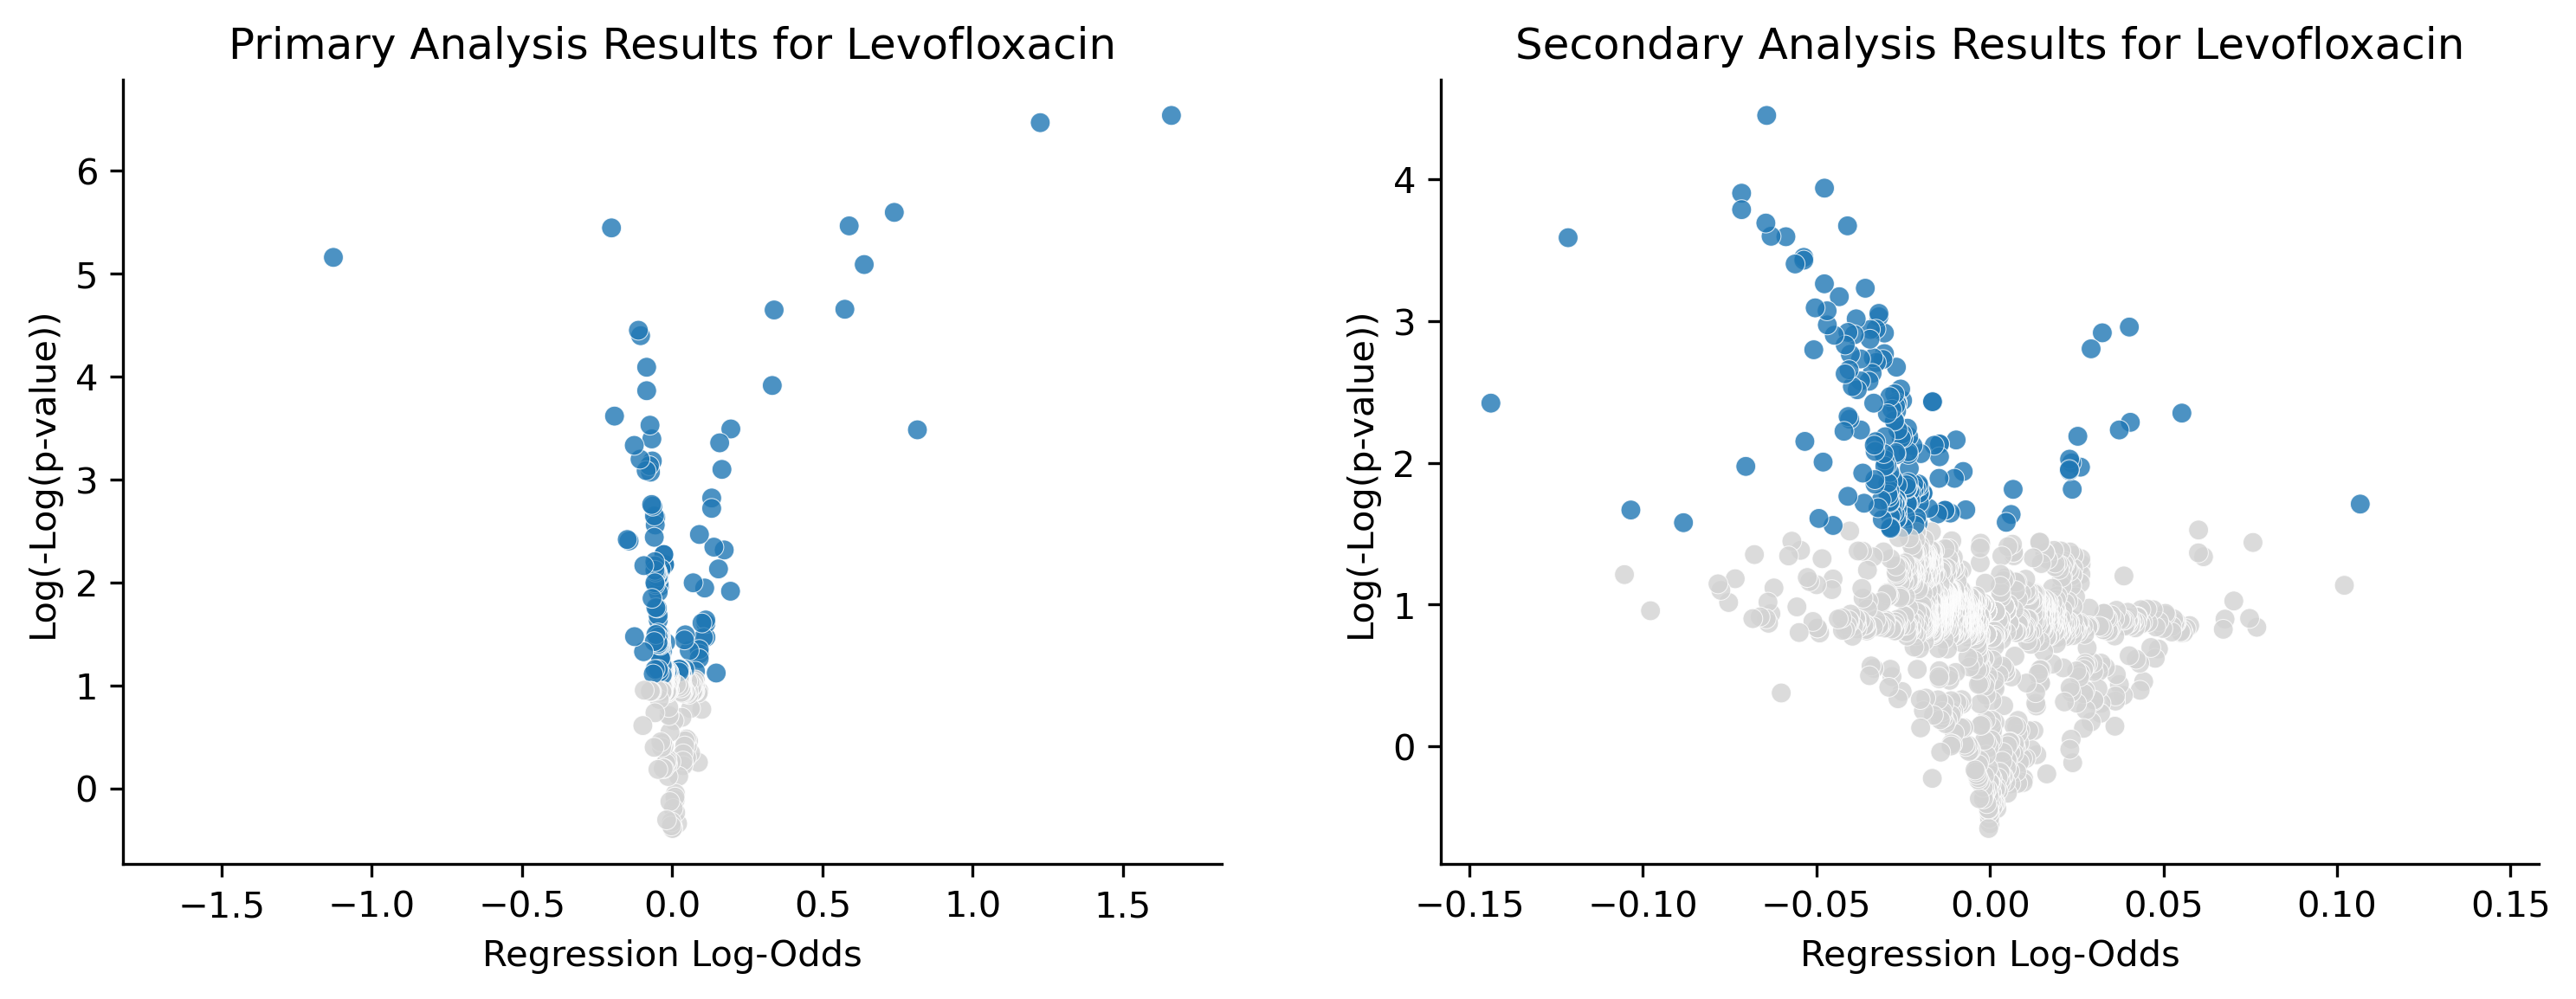 Primary Analysis Results for Levofloxacin
Log(-Log(p-value))
6
5
4
3
2
1
0
−1.5 −1.0 −0.5 0.0 0.5 1.0 1.5
Regression Log-Odds
Secondary Analysis Results for Levofloxacin
Log(-Log(p-value))
4
3
2
1
0
−0.15 −0.10 −0.05 0.00 0.05 0.10 0.15
Regression Log-Odds